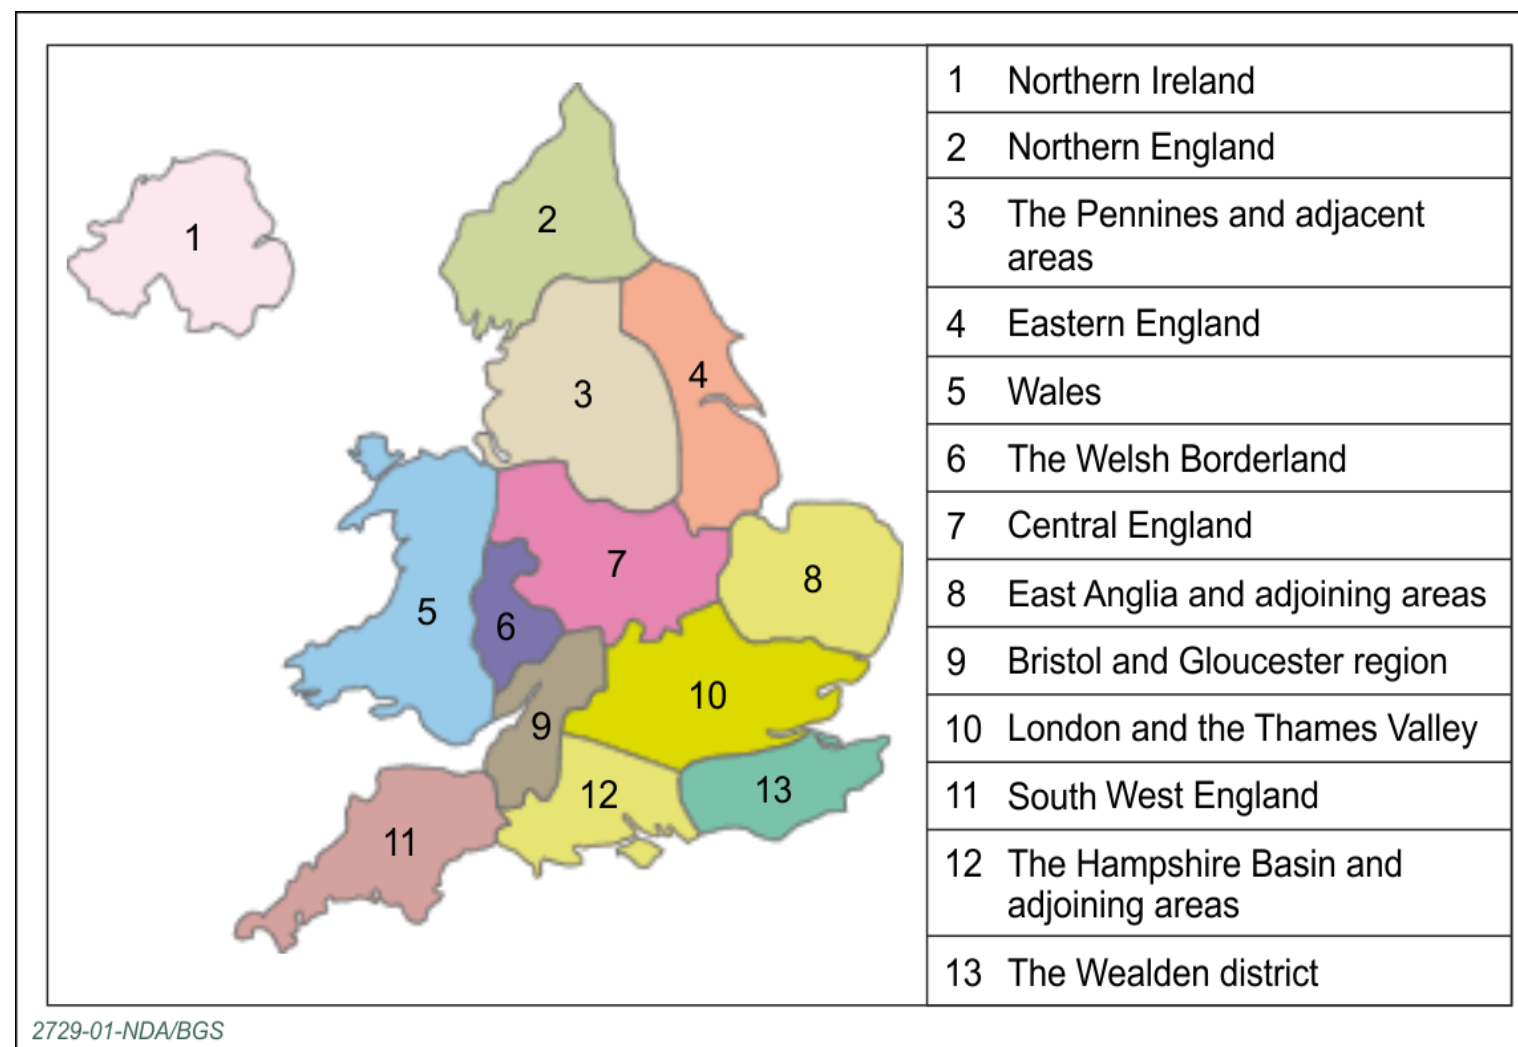 1
2
3
4
5
6
7
8
9
10
11
12
13
1 Northern Ireland
2 Northern England
3 The Pennines and adjacent
areas
4 Eastern England
5 Wales
6 The Welsh Borderland
7 Central England
8 East Anglia and adjoining areas
9 Bristol and Gloucester region
10 London and the Thames Valley
11 South West England
12 The Hampshire Basin and
adjoining areas
13 The Wealden district
2729-01-NDA/BGS